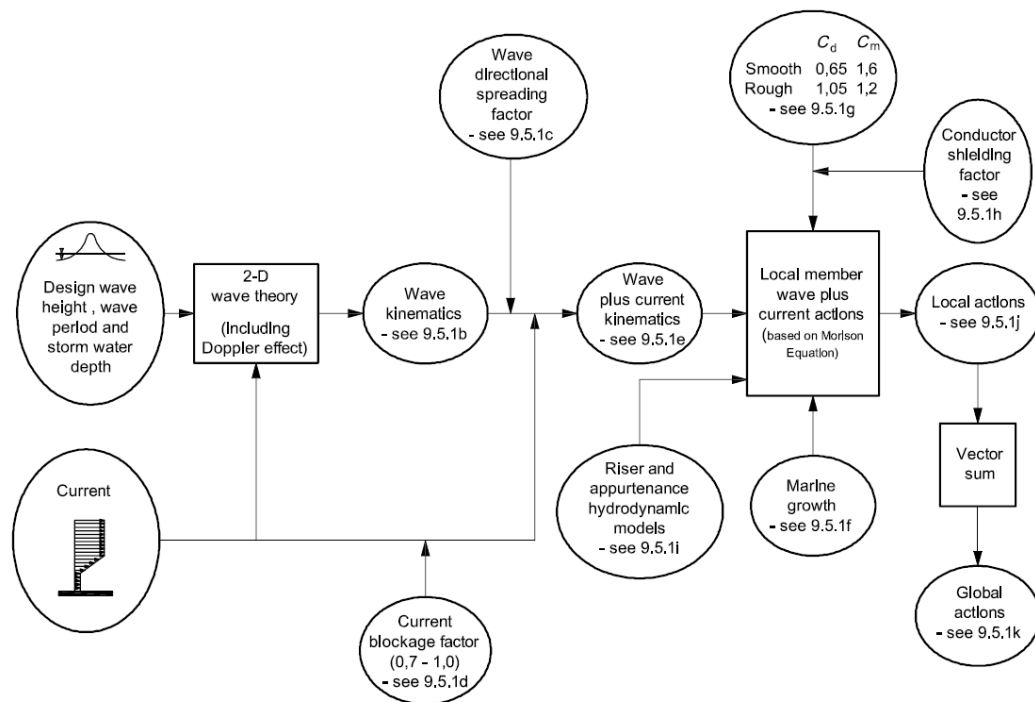 Wave
directional
spreading
factor
- see 9.5.1c
Cd Cm
Smooth 0,65 1,6
Rough 1,05 1,2
- see 9.5.1g
Conductor
shielding
factor
- see
9.5.1h
Design wave
height , wave
period and
storm water
depth
2-D
wave theory
(including
Doppler effect)
Wave
kinematics
- see 9.5.1b
Wave
plus current
kinematics
- see 9.5.1e
Local member
wave plus
current actions
(based on Morison
Equation)
Local actions
- see 9.5.1j
Current
Riser and
appurtenance
hydrodynamic
models
- see 9.5.1i
Marine
growth
- see 9.5.1f
Vector
sum
Current
blockage factor
(0,7 - 1,0)
- see 9.5.1d
Global
actions
- see 9.5.1k